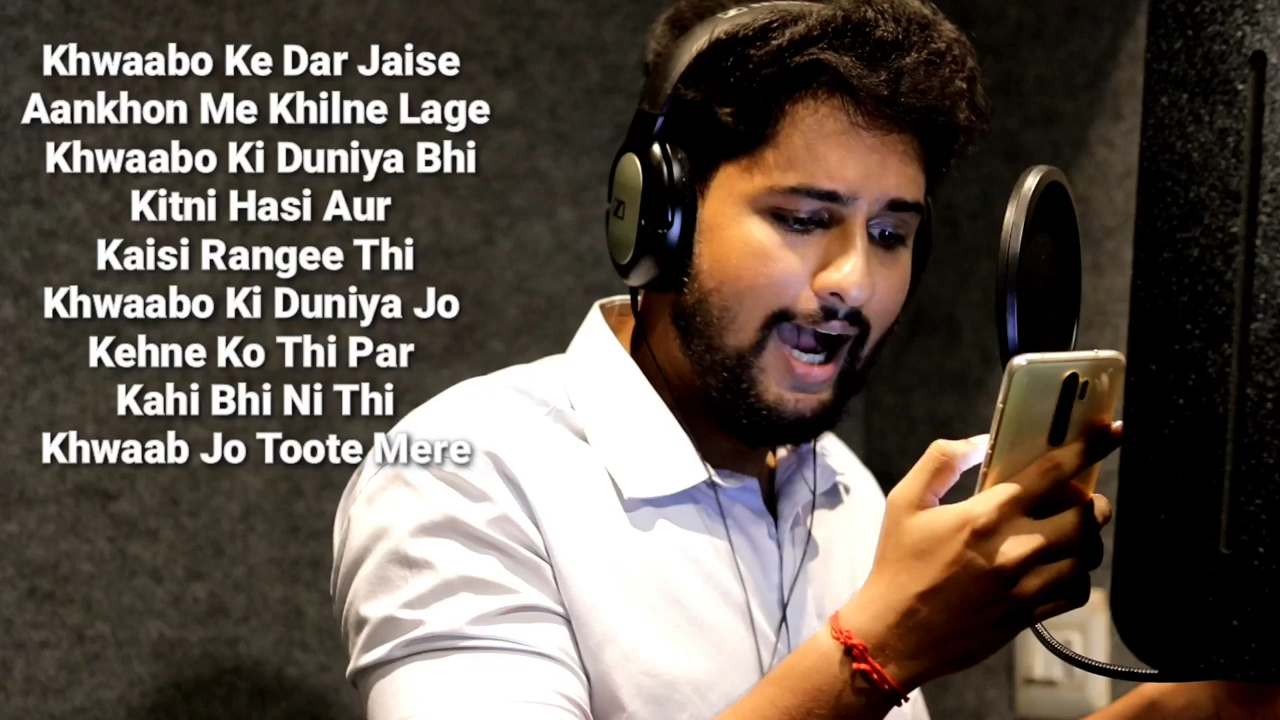 Khwaabo Ke Dar Jaise
Aankhon Me Khilne Lage
Khwaabo Ki Duniya Bhi
Kitni Hasi Aur
Kaisi Rangee Thi
Khwaabo Ki Duniya Jo
Kehne Ko Thi Par
Kahi Bhi Ni Thi
Khwaab Jo Toote Mere